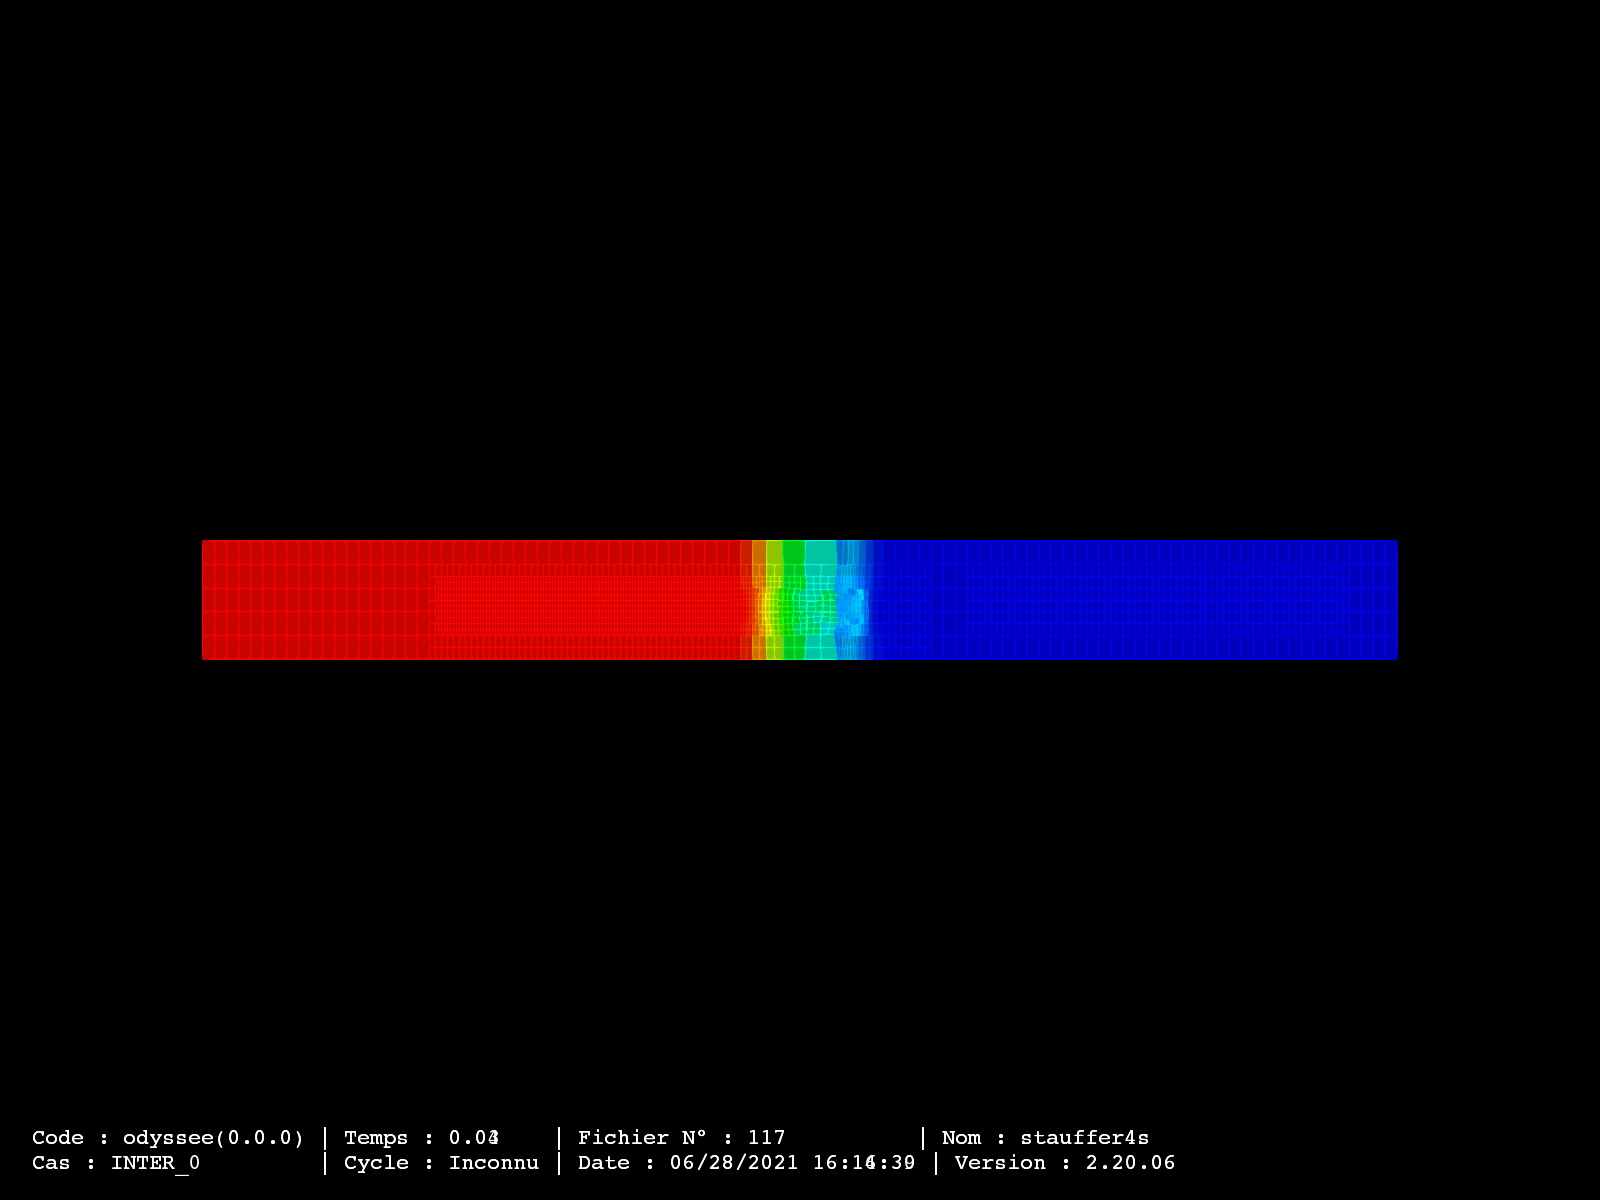 Code : odyssee(0.0.0) | Temps : | Fichier N° : 117 | Nom : stauffer4s
Cas : INTER_0 | Cycle : Inconnu | Date : 06/28/2021 | Version : 2.20.06